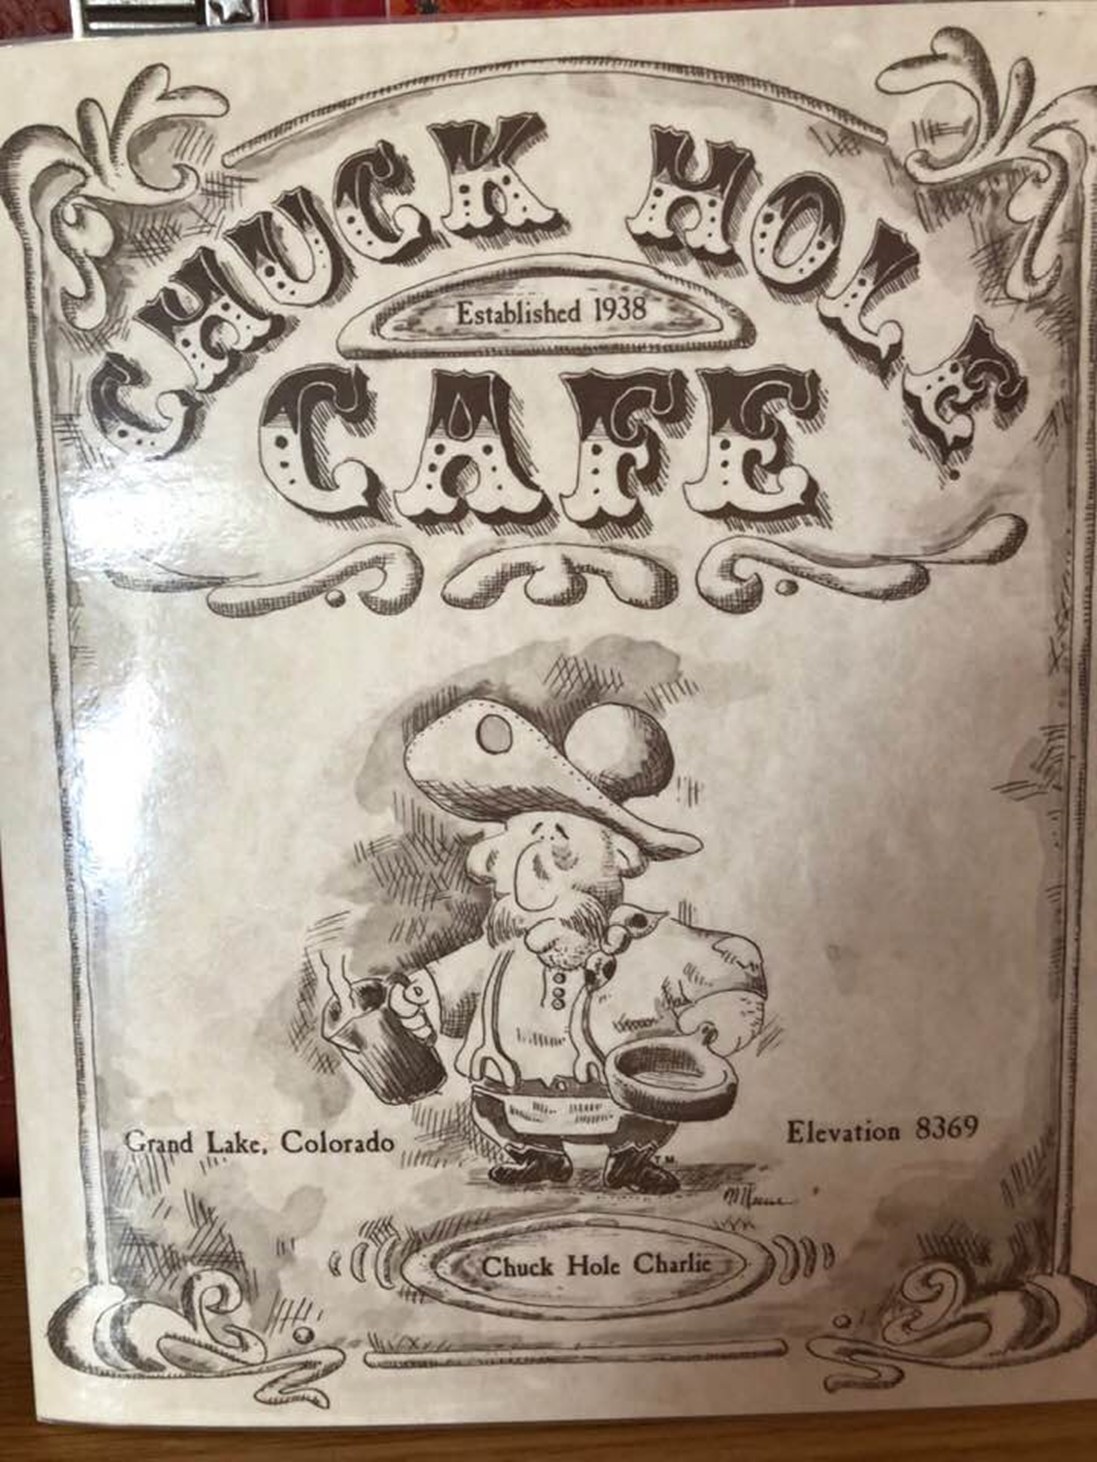 CHUCK HOLE
Established 1938
CAFE
Grand Lake, Colorado
Elevation 8369
T.M.
Chuck Hole Charlie